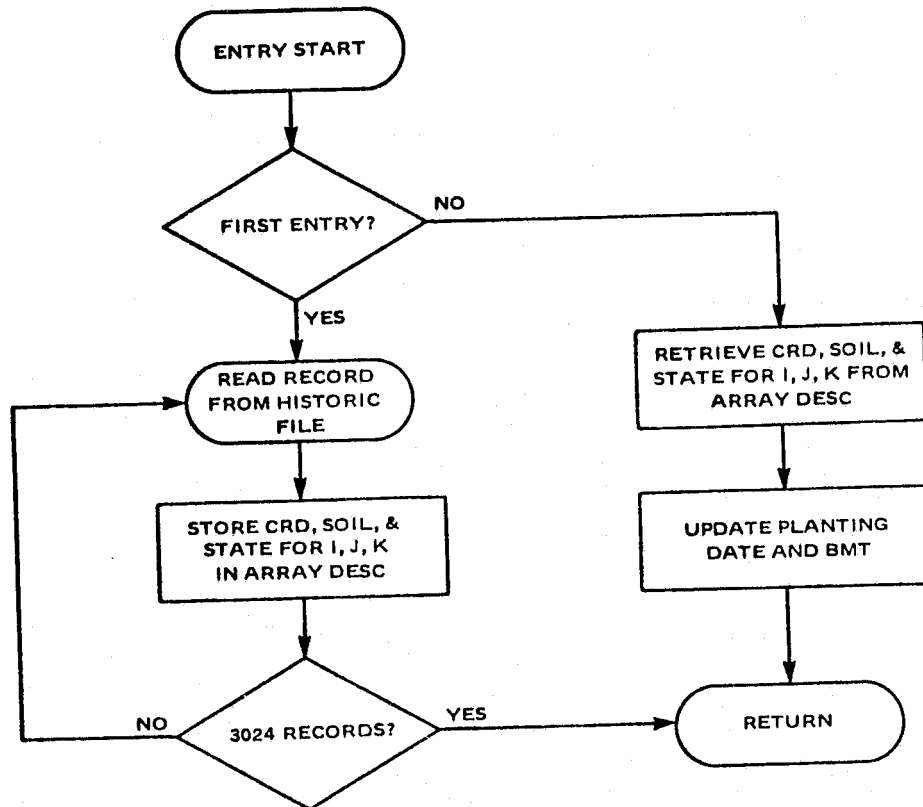 ENTRY START
FIRST ENTRY?
NO
YES
READ RECORD
FROM HISTORIC
FILE
RETRIEVE CRD, SOIL, &
STATE FOR I, J, K FROM
ARRAY DESC
STORE CRD, SOIL, &
STATE FOR I, J, K
IN ARRAY DESC
UPDATE PLANTING
DATE AND BMT
3024 RECORDS?
NO
YES
RETURN